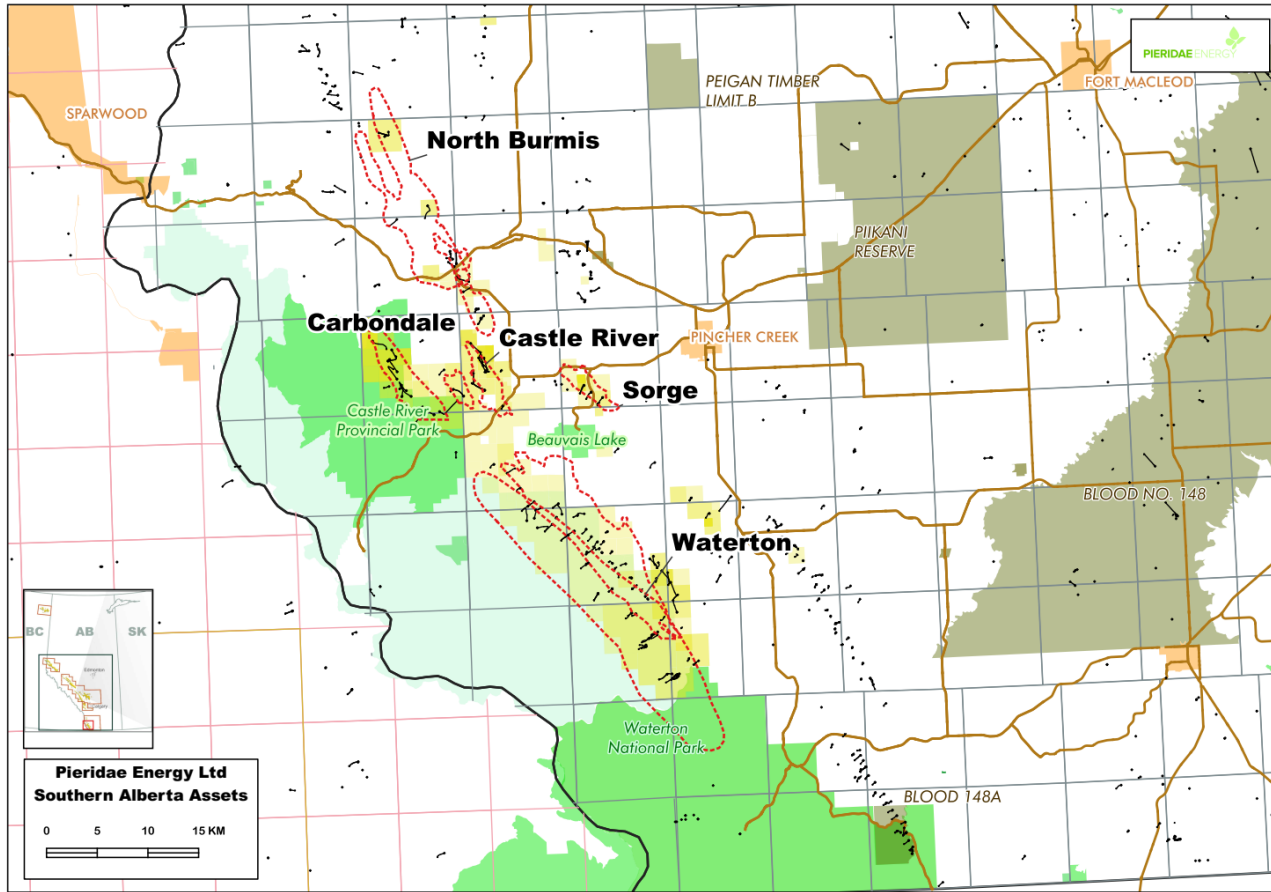 PIERIDAE ENERGY
PEIGAN TIMBER
LIMIT B
FORT MACLEOD
SPARWOOD
North Burmis
PIIKANI
RESERVE
Carbondale
Castle River
PINCHER CREEK
Sorge
Castle River
Provincial Park
Beauvais Lake
BLOOD NO. 148
Waterton
BC
AB
SK
Edmonton
Waterton
National Park
Pieridae Energy Ltd
Southern Alberta Assets
0 5 10 15 KM
BLOOD 148A